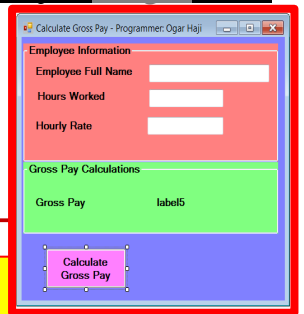 Calculate Gross Pay - Programmer: Ogar Haji
Employee Information
Employee Full Name
Hours Worked
Hourly Rate
Gross Pay Calculations
Gross Pay label5
Calculate
Gross Pay